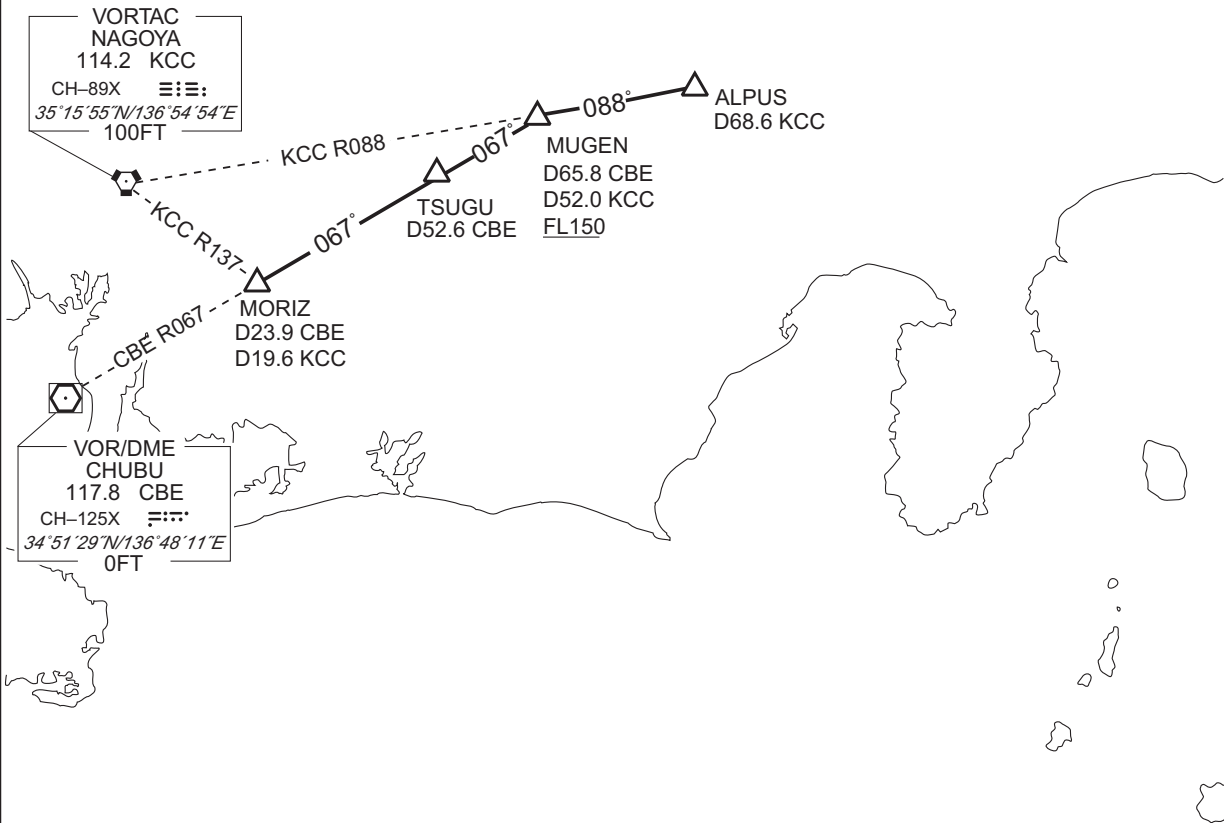 VORTAC
NAGOYA
114.2 KCC
CH–89X
35°15´55˝N/136°54´54˝E
100FT
KCC R088
088°
ALPUS
D68.6 KCC
067°
MUGEN
D65.8 CBE
D52.0 KCC
FL150
TSUGU
D52.6 CBE
067°
KCC R137
MORIZ
D23.9 CBE
D19.6 KCC
CBE R067
VOR/DME
CHUBU
117.8 CBE
CH–125X
34°51´29˝N/136°48´11˝E
0FT